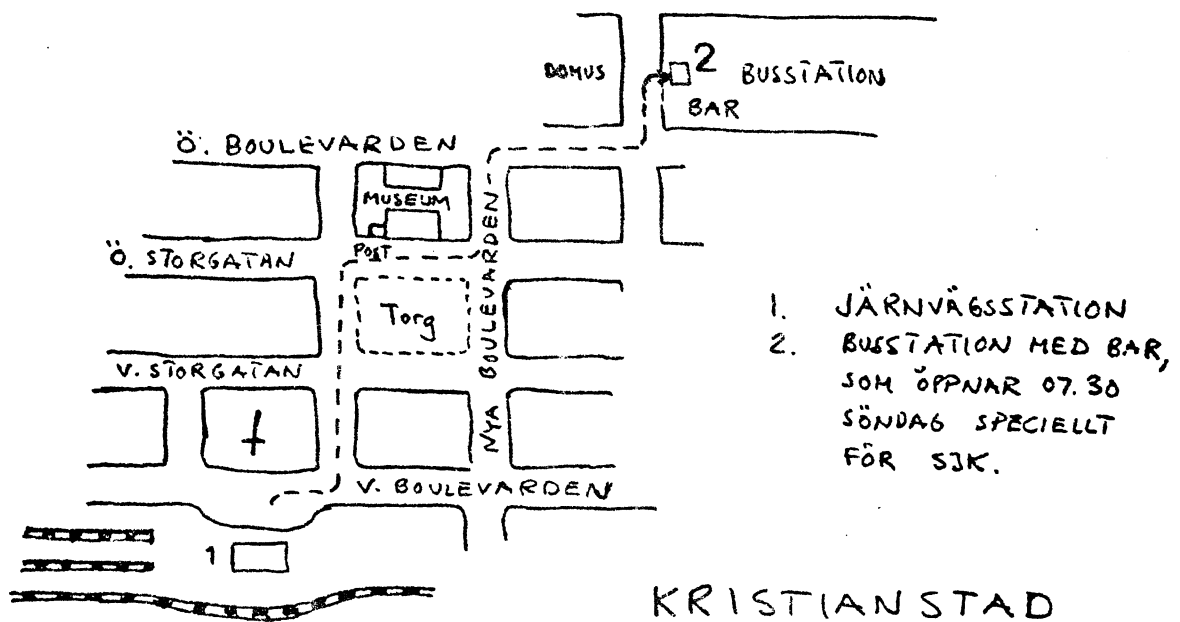 DOMUS
2 BUSSTATION
BAR
Ö. BOULEVARDEN
MUSEUM
POST
Ö. STORGATAN
Torg
NYA BOULEVARDEN
V. STORGATAN
V. BOULEVARDEN
1
1. JÄRNVÄGSSTATION
2. BUSSTATION MED BAR,
SOM ÖPPNAR 07.30
SÖNDAG SPECIELLT
FÖR SJK.
KRISTIANSTAD